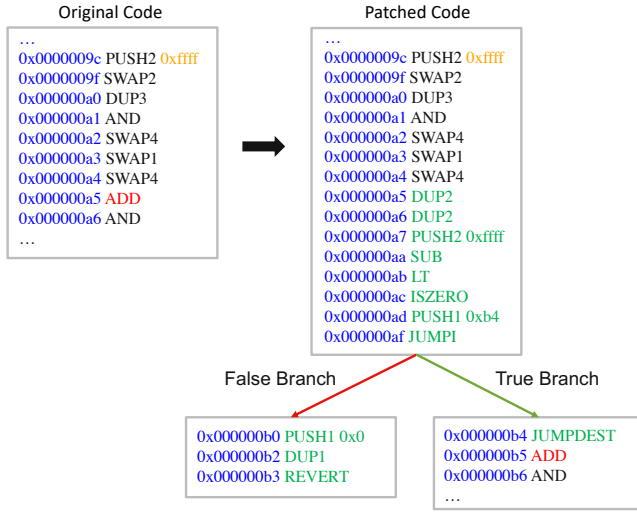 Original Code
…
0x0000009c PUSH2 0xffff
0x0000009f SWAP2
0x000000a0 DUP3
0x000000a1 AND
0x000000a2 SWAP4
0x000000a3 SWAP1
0x000000a4 SWAP4
0x000000a5 ADD
0x000000a6 AND
…
Patched Code
…
0x0000009c PUSH2 0xffff
0x0000009f SWAP2
0x000000a0 DUP3
0x000000a1 AND
0x000000a2 SWAP4
0x000000a3 SWAP1
0x000000a4 SWAP4
0x000000a5 DUP2
0x000000a6 DUP2
0x000000a7 PUSH2 0xffff
0x000000aa SUB
0x000000ab LT
0x000000ac ISZERO
0x000000ad PUSH1 0xb4
0x000000af JUMPI
False Branch
True Branch
0x000000b0 PUSH1 0x0
0x000000b2 DUP1
0x000000b3 REVERT
0x000000b4 JUMPDEST
0x000000b5 ADD
0x000000b6 AND
…